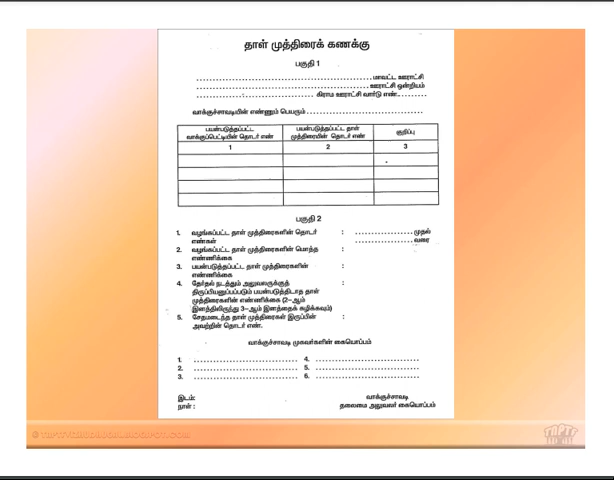 தாள் முத்திரைக் கணக்கு
பகுதி 1
........................................ மாவட்ட ஊராட்சி
........................................ ஊராட்சி ஒன்றியம்
........................................ கிராம ஊராட்சி வார்டு எண்..........
வாக்குச்சாவடியின் எண்ணும் பெயரும் ........................................
பயன்படுத்தப்பட்ட வாக்குப்பெட்டியின் தொடர் எண் பயன்படுத்தப்பட்ட தாள் முத்திரையின் தொடர் எண் குறிப்பு
1 2 3
பகுதி 2
1. வழங்கப்பட்ட தாள் முத்திரைகளின் தொடர் : .................... முதல்
எண்கள் .................... வரை
2. வழங்கப்பட்ட தாள் முத்திரைகளின் மொத்த :
எண்ணிக்கை
3. பயன்படுத்தப்பட்ட தாள் முத்திரைகளின் :
எண்ணிக்கை
4. தேர்தல் நடத்தும் அலுவலருக்குத் :
திருப்பியனுப்பப்படும் பயன்படுத்திடாத தாள்
முத்திரைகளின் எண்ணிக்கை (2-ஆம்
இனத்திலிருந்து 3-ஆம் இனத்தைக் கழிக்கவும்)
5. சேதமடைந்த தாள் முத்திரைகள் இருப்பின் :
அவற்றின் தொடர் எண்.
வாக்குச்சாவடி முகவர்களின் கையொப்பம்
1. .............................. 4. ..............................
2. .............................. 5. ..............................
3. .............................. 6. ..............................
இடம்: வாக்குச்சாவடி
நாள் : தலைமை அலுவலர் கையொப்பம்
TNPTF